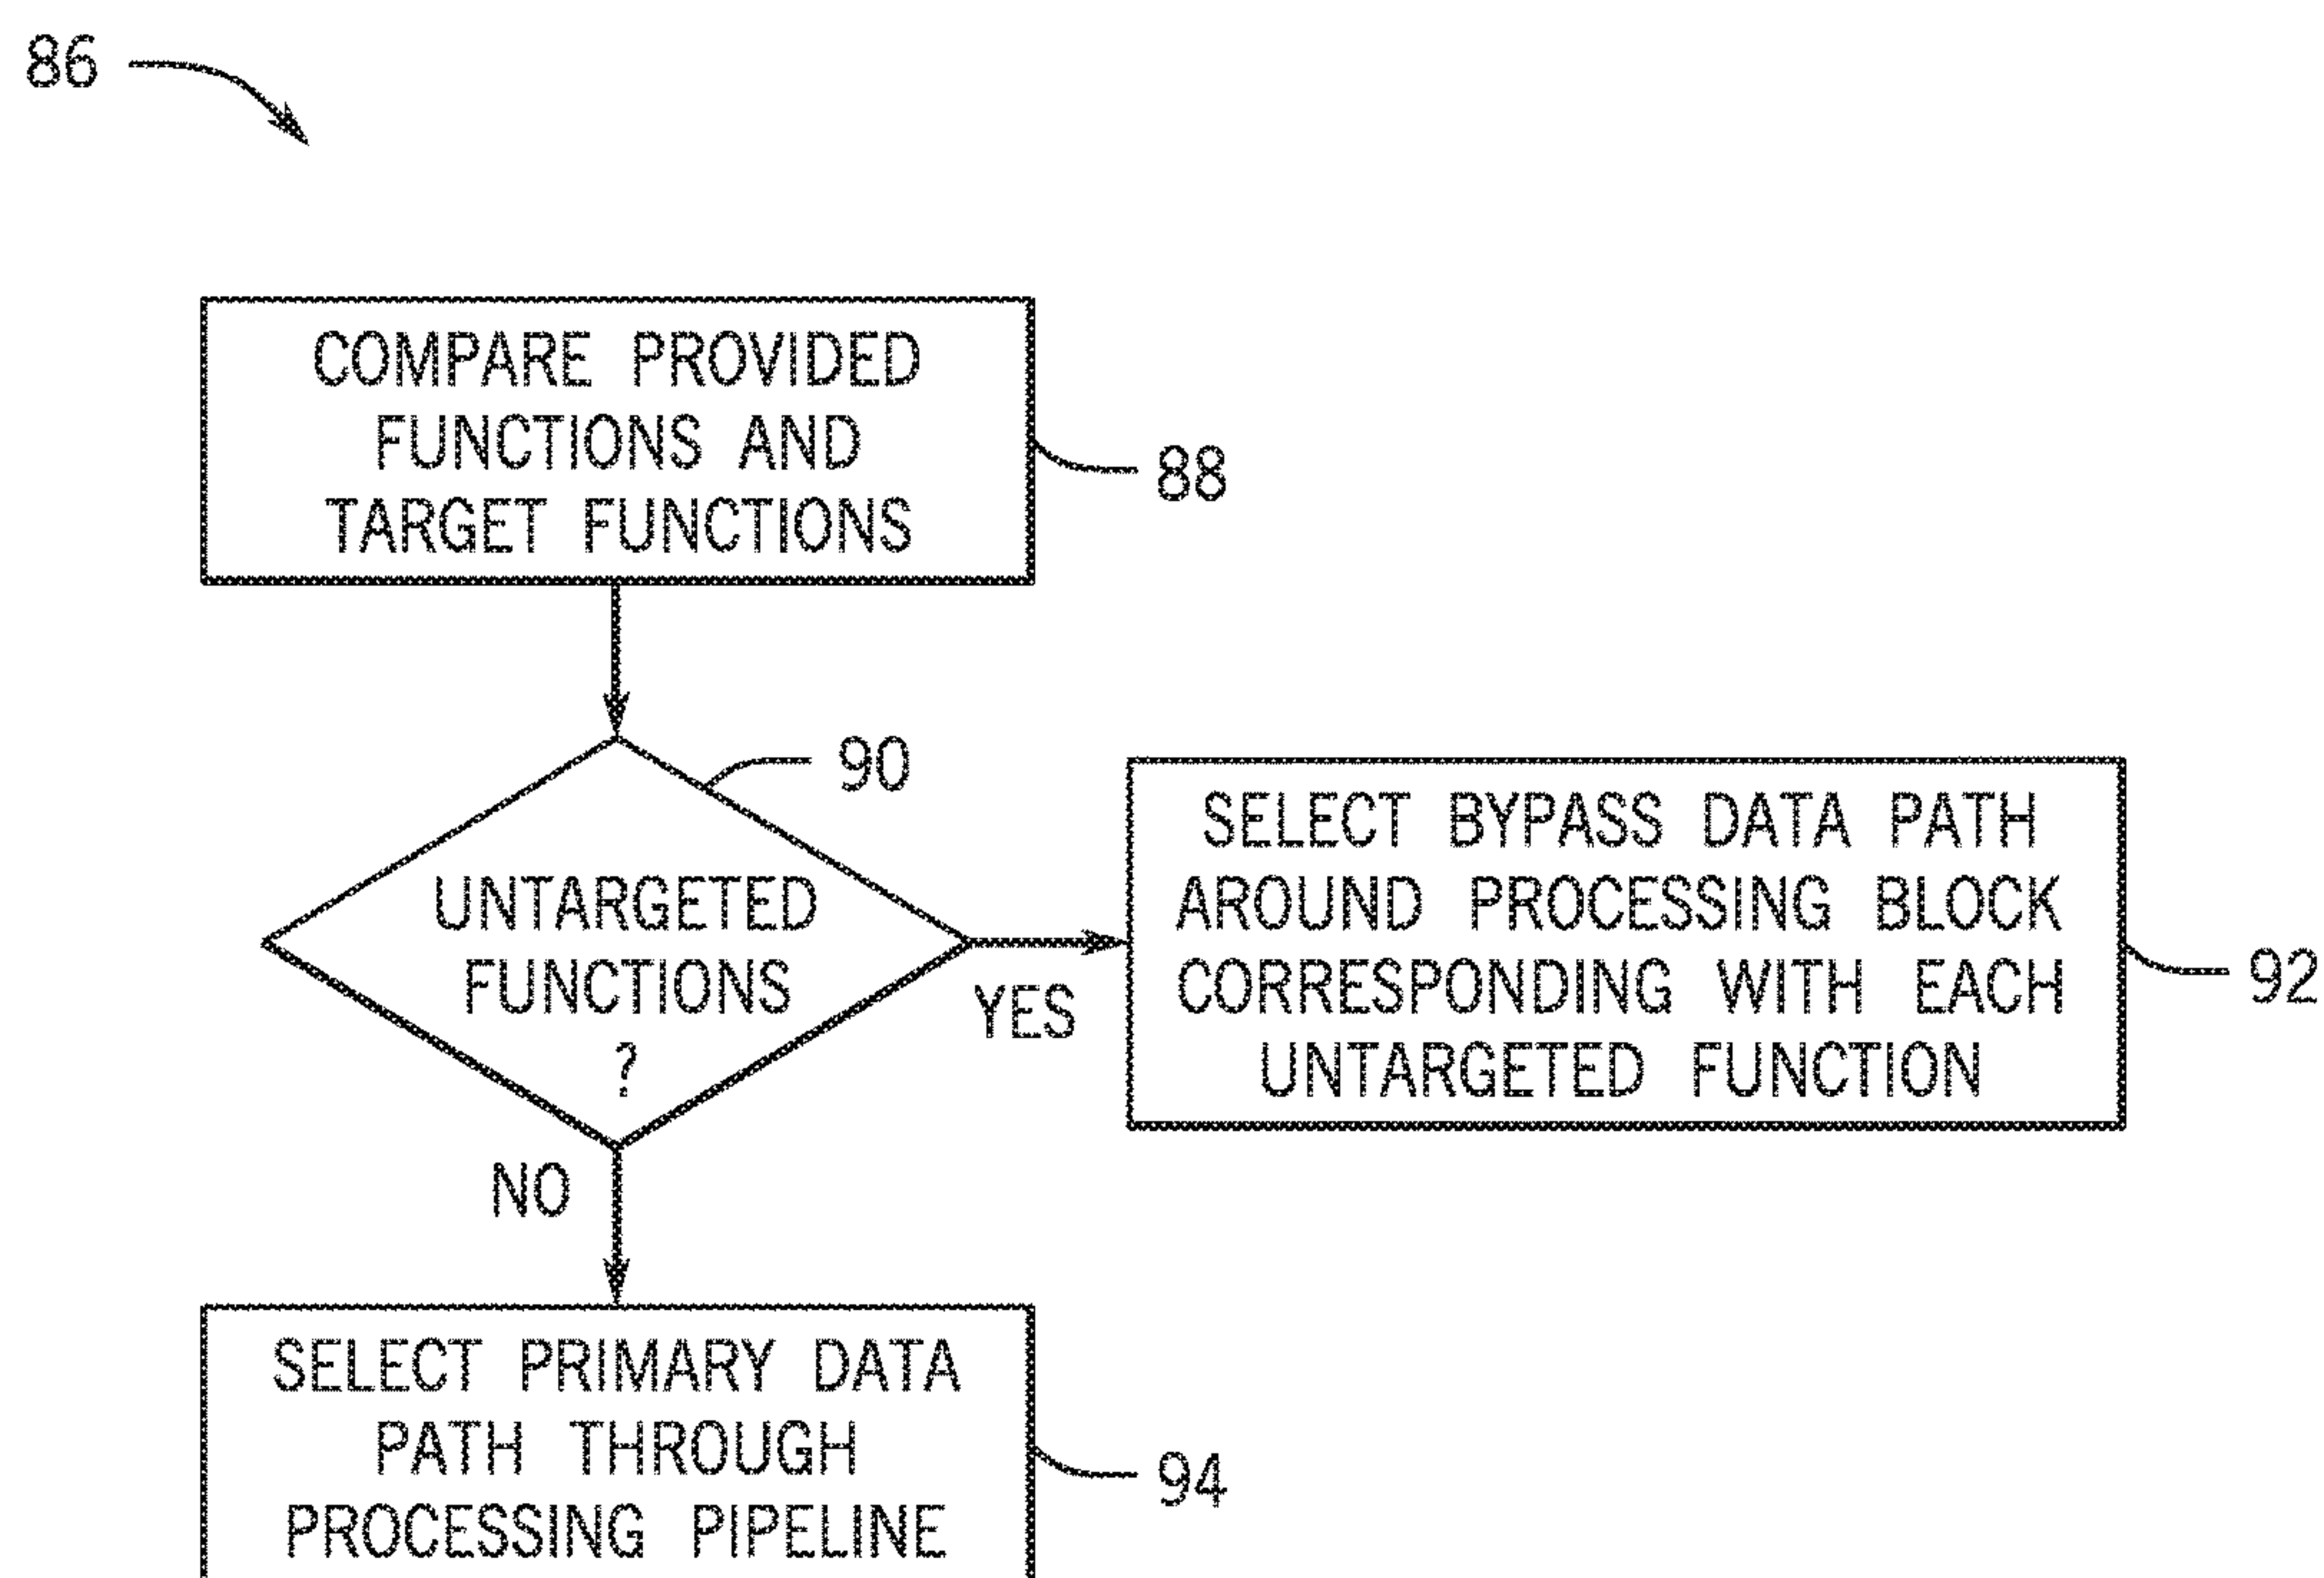 86
COMPARE PROVIDED
FUNCTIONS AND
TARGET FUNCTIONS
88
90
UNTARGETED
FUNCTIONS
?
YES
SELECT BYPASS DATA PATH
AROUND PROCESSING BLOCK
CORRESPONDING WITH EACH
UNTARGETED FUNCTION
92
NO
SELECT PRIMARY DATA
PATH THROUGH
PROCESSING PIPELINE
94